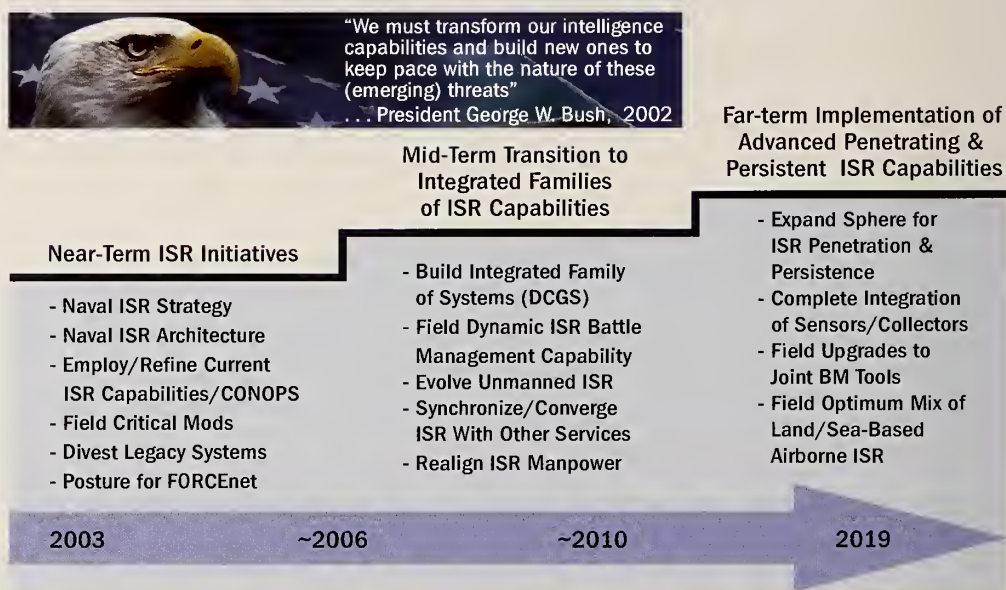 “We must transform our intelligence
capabilities and build new ones to
keep pace with the nature of these
(emerging) threats”
. . . President George W. Bush, 2002
Near-Term ISR Initiatives
- Naval ISR Strategy
- Naval ISR Architecture
- Employ/Refine Current
ISR Capabilities/CONOPS
- Field Critical Mods
- Divest Legacy Systems
- Posture for FORCEnet
Mid-Term Transition to
Integrated Families
of ISR Capabilities
- Build Integrated Family
of Systems (DCGS)
- Field Dynamic ISR Battle
Management Capability
- Evolve Unmanned ISR
- Synchronize/Converge
ISR With Other Services
- Realign ISR Manpower
Far-term Implementation of
Advanced Penetrating &
Persistent ISR Capabilities
- Expand Sphere for
ISR Penetration &
Persistence
- Complete Integration
of Sensors/Collectors
- Field Upgrades to
Joint BM Tools
- Field Optimum Mix of
Land/Sea-Based
Airborne ISR
2003 ~2006 ~2010 2019